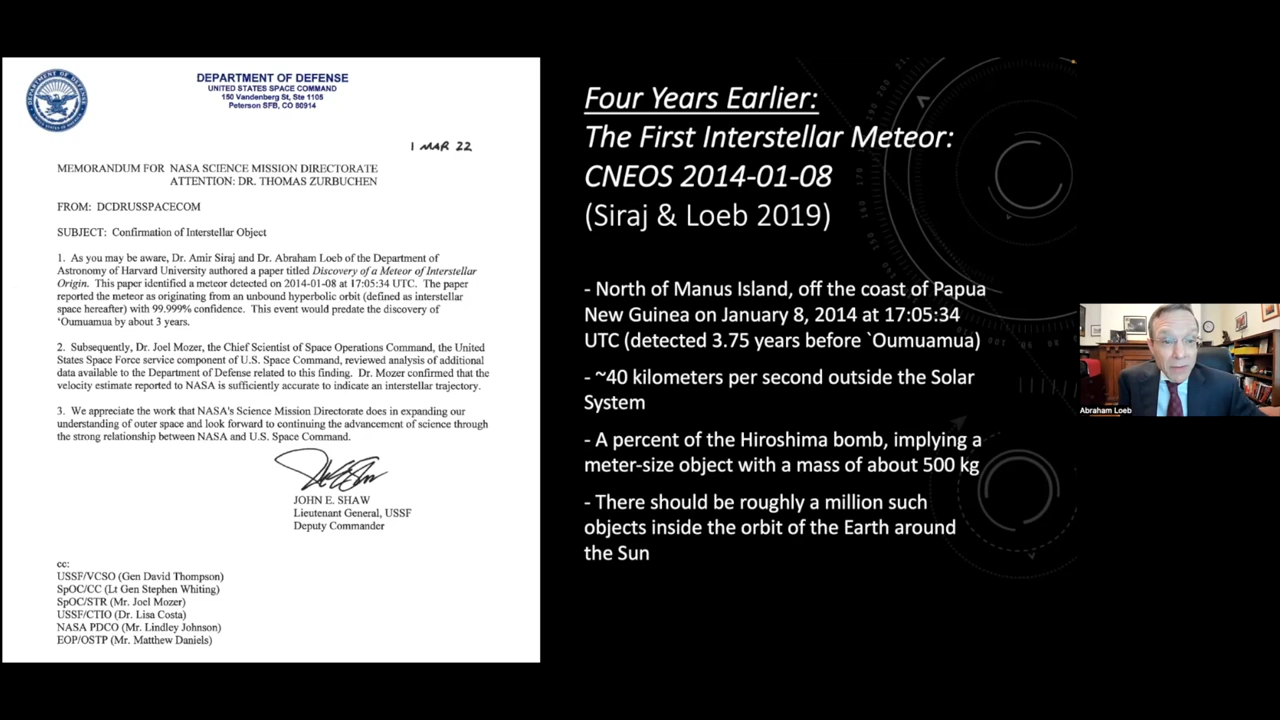 DEPARTMENT OF DEFENSE
UNITED STATES SPACE COMMAND
150 Vandenberg St, Ste 1105
Peterson SFB, CO 80914
1 MAR 22
MEMORANDUM FOR NASA SCIENCE MISSION DIRECTORATE
ATTENTION: DR. THOMAS ZURBUCHEN
FROM: DCDRUSSPACECOM
SUBJECT: Confirmation of Interstellar Object
1. As you may be aware, Dr. Amir Siraj and Dr. Abraham Loeb of the Department of
Astronomy of Harvard University authored a paper titled Discovery of a Meteor of Interstellar
Origin. This paper identified a meteor detected on 2014-01-08 at 17:05:34 UTC. The paper
reported the meteor as originating from an unbound hyperbolic orbit (defined as interstellar
space hereafter) with 99.999% confidence. This event would predate the discovery of
'Oumuamua by about 3 years.
2. Subsequently, Dr. Joel Mozer, the Chief Scientist of Space Operations Command, the United
States Space Force service component of U.S. Space Command, reviewed analysis of additional
data available to the Department of Defense related to this finding. Dr. Mozer confirmed that the
velocity estimate reported to NASA is sufficiently accurate to indicate an interstellar trajectory.
3. We appreciate the work that NASA's Science Mission Directorate does in expanding our
understanding of outer space and look forward to continuing the advancement of science through
the strong relationship between NASA and U.S. Space Command.
JOHN E. SHAW
Lieutenant General, USSF
Deputy Commander
cc:
USSF/VCSO (Gen David Thompson)
SpOC/CC (Lt Gen Stephen Whiting)
SpOC/STR (Mr. Joel Mozer)
USSF/CTIO (Dr. Lisa Costa)
NASA PDCO (Mr. Lindley Johnson)
EOP/OSTP (Mr. Matthew Daniels)
Four Years Earlier:
The First Interstellar Meteor:
CNEOS 2014-01-08
(Siraj & Loeb 2019)
- North of Manus Island, off the coast of Papua
New Guinea on January 8, 2014 at 17:05:34
UTC (detected 3.75 years before `Oumuamua)
- ~40 kilometers per second outside the Solar
System
- A percent of the Hiroshima bomb, implying a
meter-size object with a mass of about 500 kg
- There should be roughly a million such
objects inside the orbit of the Earth around
the Sun
Abraham Loeb